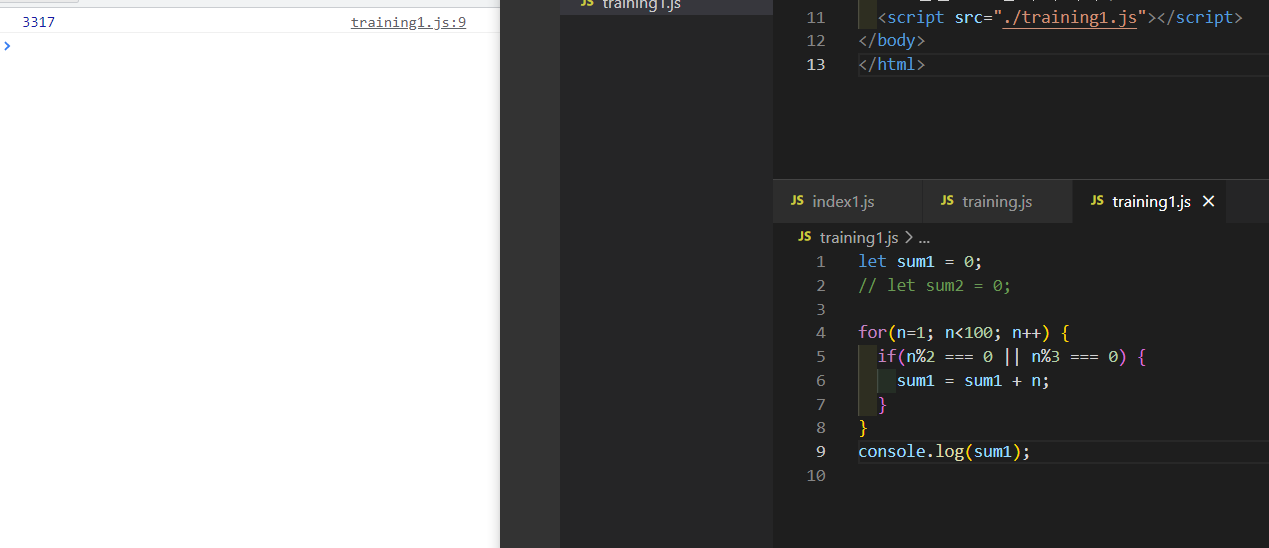 3317 training1.js:9
>
JS training1.js
11 <script src="./training1.js"></script>
12 </body>
13 </html>
JS index1.js JS training.js JS training1.js ×
JS training1.js > ...
1 let sum1 = 0;
2 // let sum2 = 0;
3
4 for(n=1; n<100; n++) {
5 if(n%2 === 0 || n%3 === 0) {
6 sum1 = sum1 + n;
7 }
8 }
9 console.log(sum1);
10